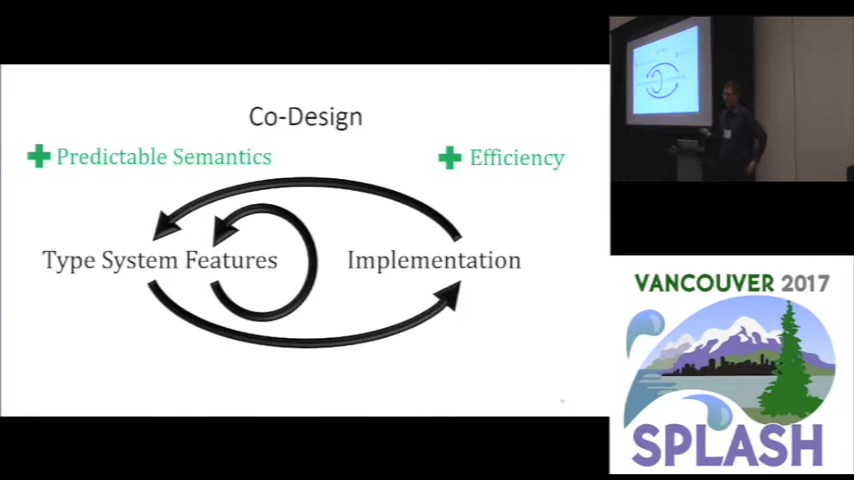 Co-Design
Predictable Semantics
Efficiency
Type System Features
Implementation
VANCOUVER 2017
SPLASH